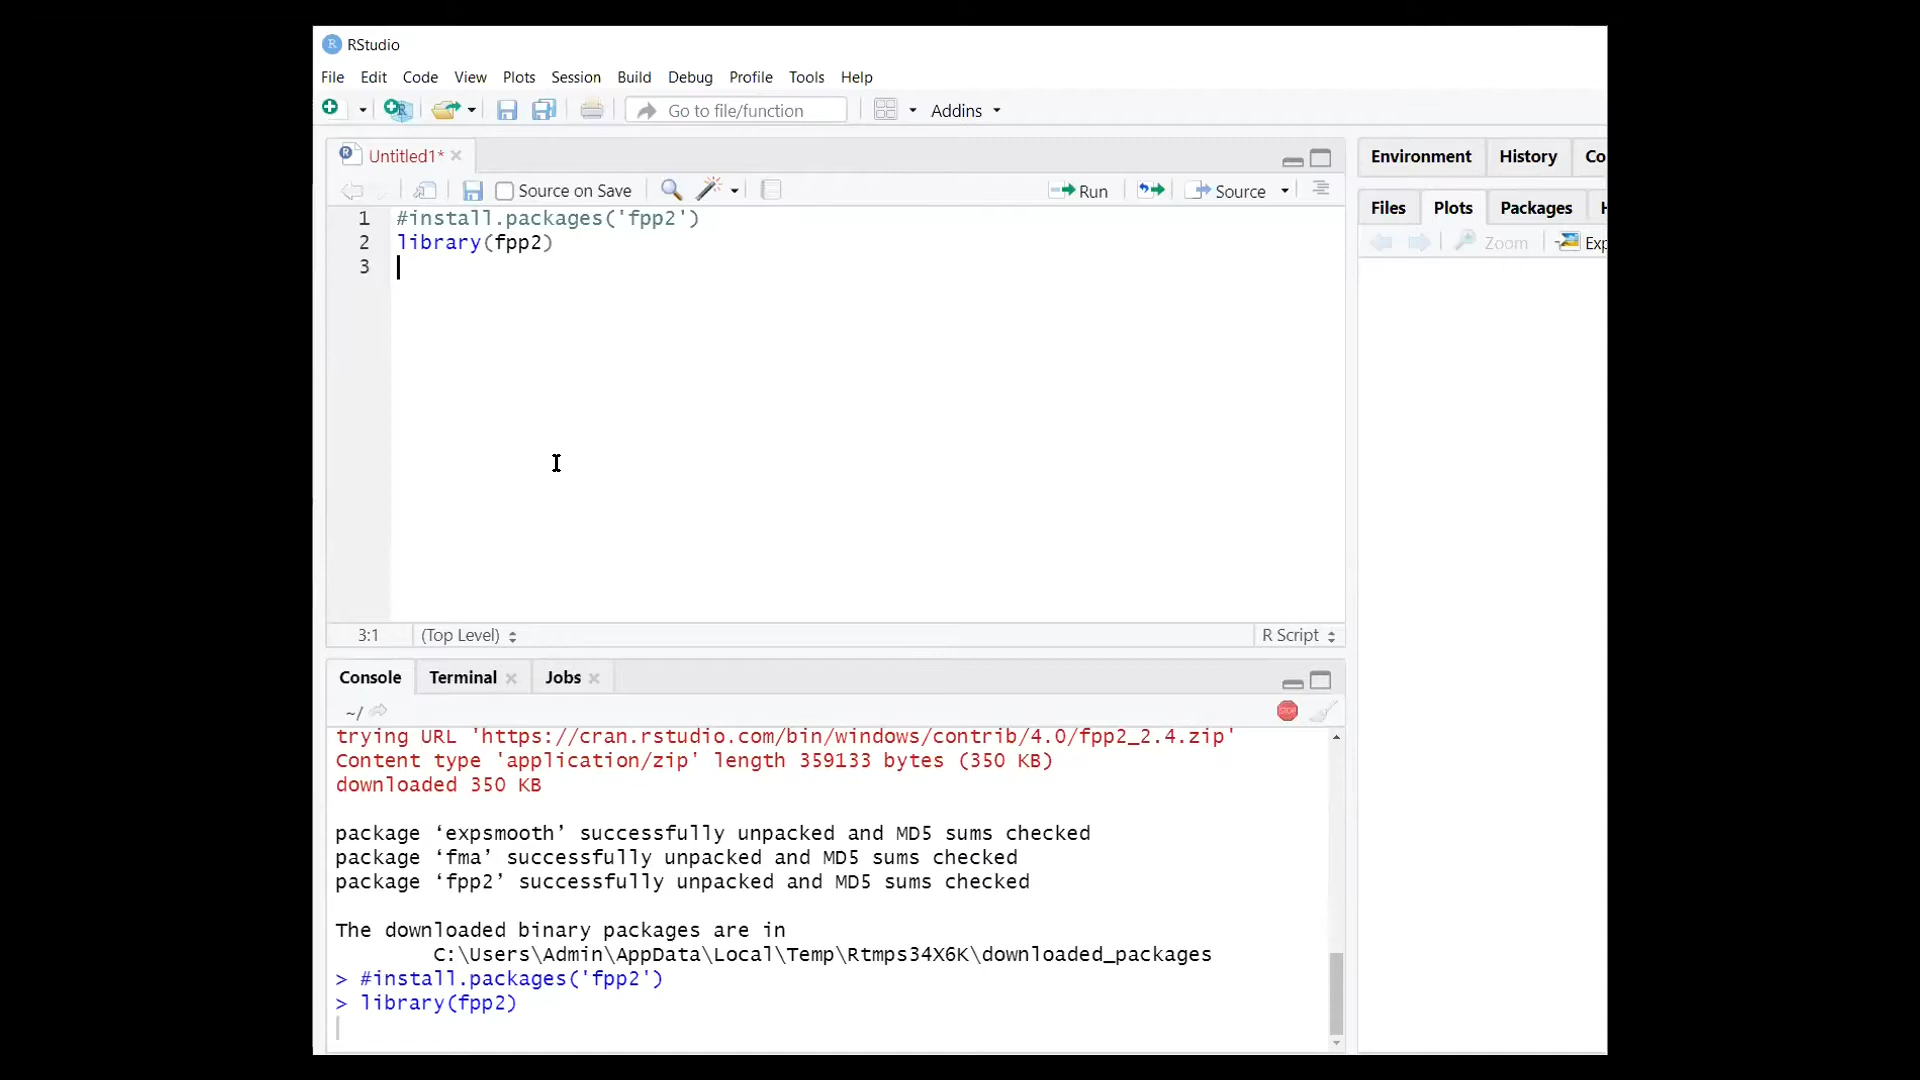 RStudio
File Edit Code View Plots Session Build Debug Profile Tools Help
Go to file/function Addins
Untitled1*
Source on Save Run Source
1 #install.packages('fpp2')
2 library(fpp2)
3
3:1 (Top Level) R Script
Environment History Co
Files Plots Packages
Zoom Exp
Console Terminal Jobs
~/
STOP
trying URL 'https://cran.rstudio.com/bin/windows/contrib/4.0/fpp2_2.4.zip'
Content type 'application/zip' length 359133 bytes (350 KB)
downloaded 350 KB
package ‘expsmooth’ successfully unpacked and MD5 sums checked
package ‘fma’ successfully unpacked and MD5 sums checked
package ‘fpp2’ successfully unpacked and MD5 sums checked
The downloaded binary packages are in
C:\Users\Admin\AppData\Local\Temp\Rtmps34X6K\downloaded_packages
> #install.packages('fpp2')
> library(fpp2)